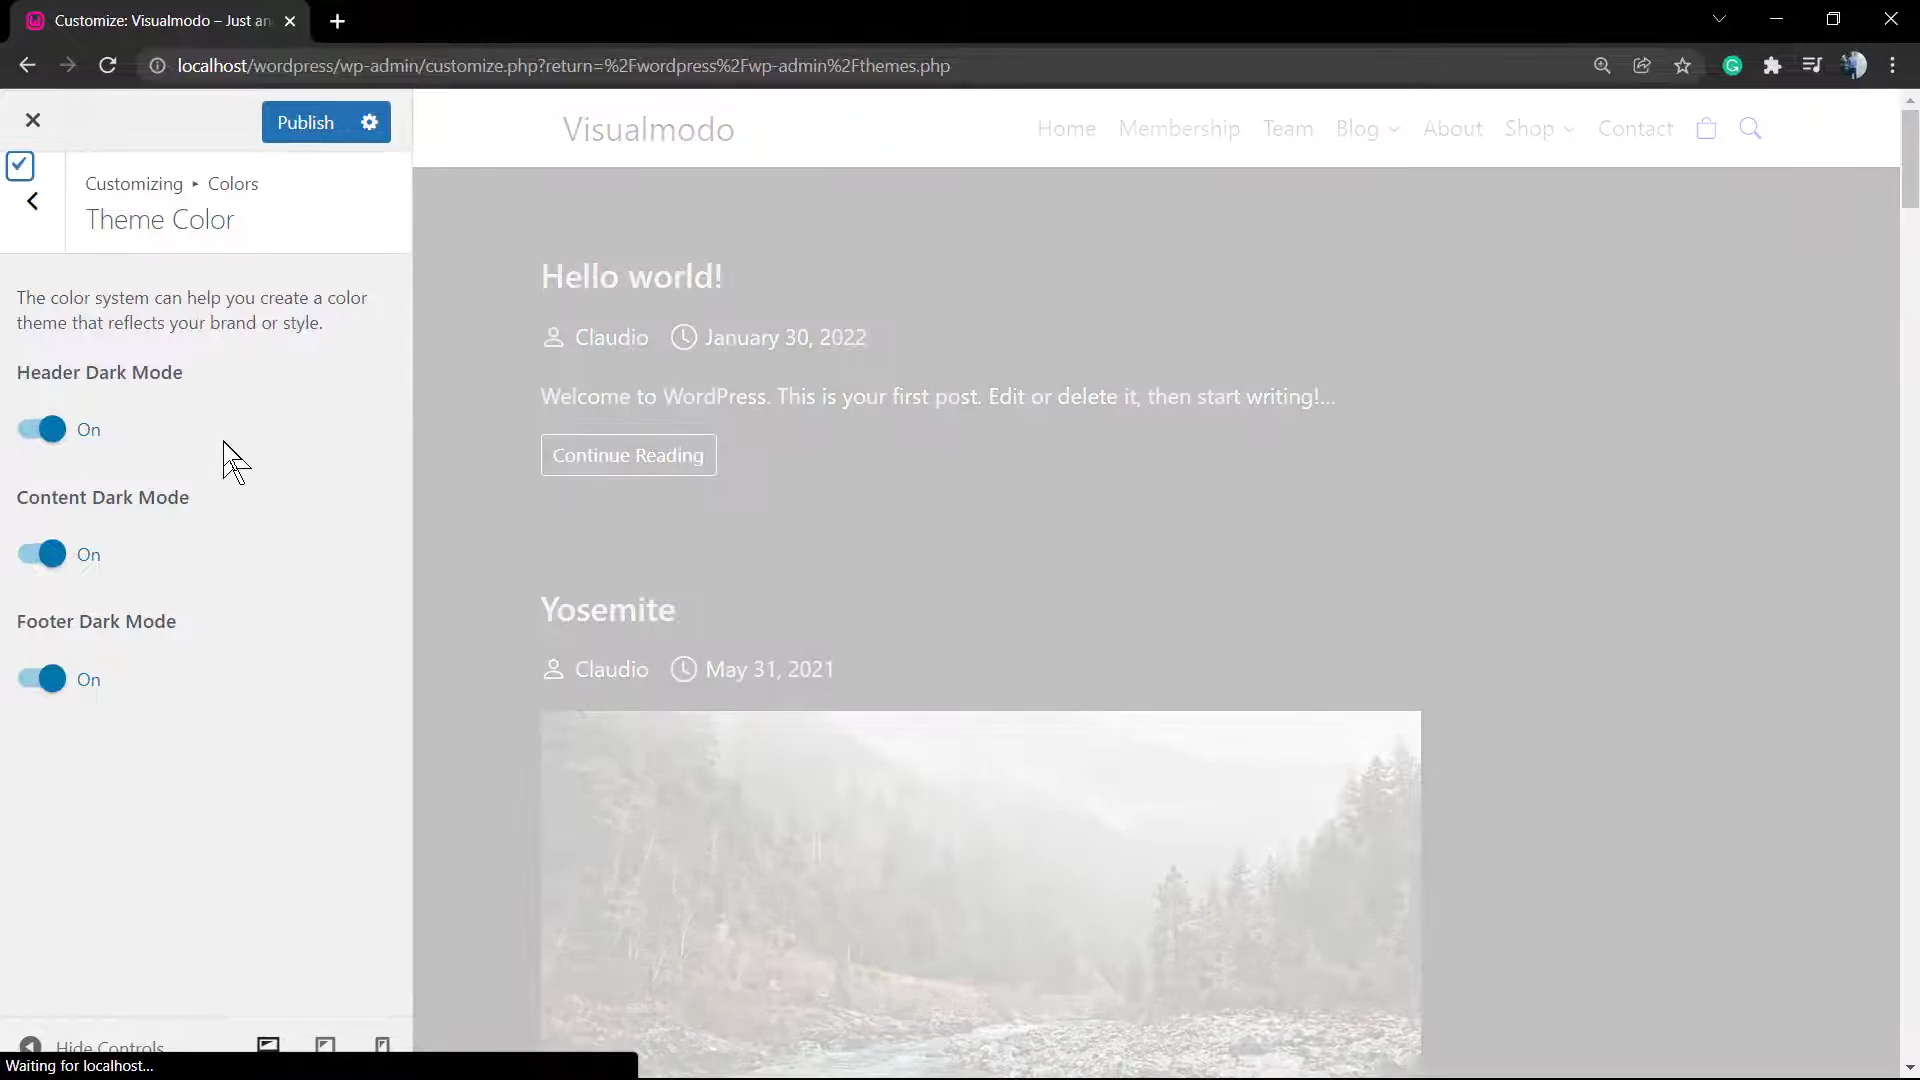 Customize: Visualmodo – Just an
localhost/wordpress/wp-admin/customize.php?return=%2Fwordpress%2Fwp-admin%2Fthemes.php
Publish
Customizing ▸ Colors
Theme Color
The color system can help you create a color
theme that reflects your brand or style.
Header Dark Mode
On
Content Dark Mode
On
Footer Dark Mode
On
Hide Controls
Waiting for localhost...
Visualmodo
Home Membership Team Blog About Shop Contact
Hello world!
Claudio January 30, 2022
Welcome to WordPress. This is your first post. Edit or delete it, then start writing!...
Continue Reading
Yosemite
Claudio May 31, 2021